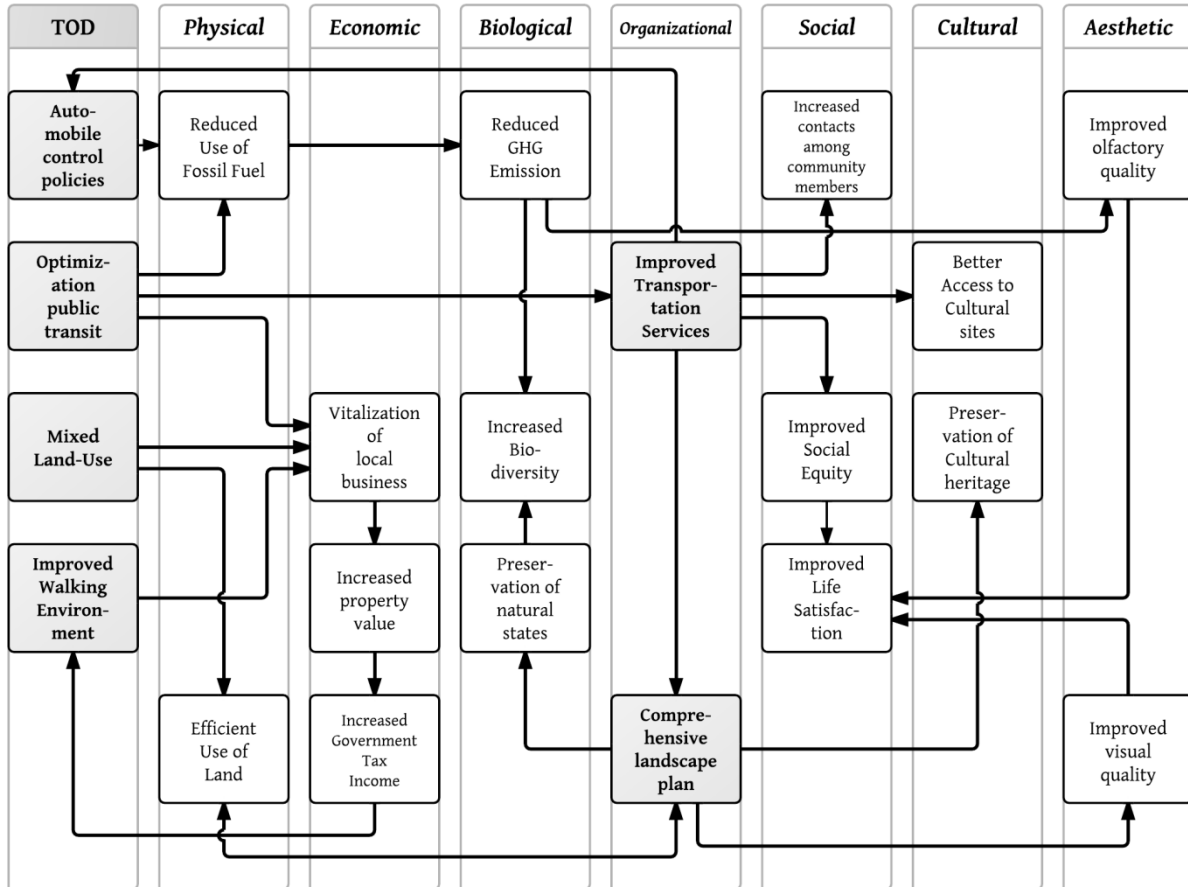 TOD
Physical
Economic
Biological
Organizational
Social
Cultural
Aesthetic
Auto-
mobile
control
policies
Reduced
Use of
Fossil Fuel
Reduced
GHG
Emission
Increased
contacts
among
community
members
Improved
olfactory
quality
Optimiz-
ation
public
transit
Improved
Transpor-
tation
Services
Better
Access to
Cultural
sites
Mixed
Land-Use
Vitalization
of
local
business
Increased
Bio-
diversity
Improved
Social
Equity
Preser-
vation of
Cultural
heritage
Improved
Walking
Environ-
ment
Increased
property
value
Preser-
vation of
natural
states
Improved
Life
Satisfac-
tion
Efficient
Use of
Land
Increased
Government
Tax
Income
Compre-
hensive
landscape
plan
Improved
visual
quality